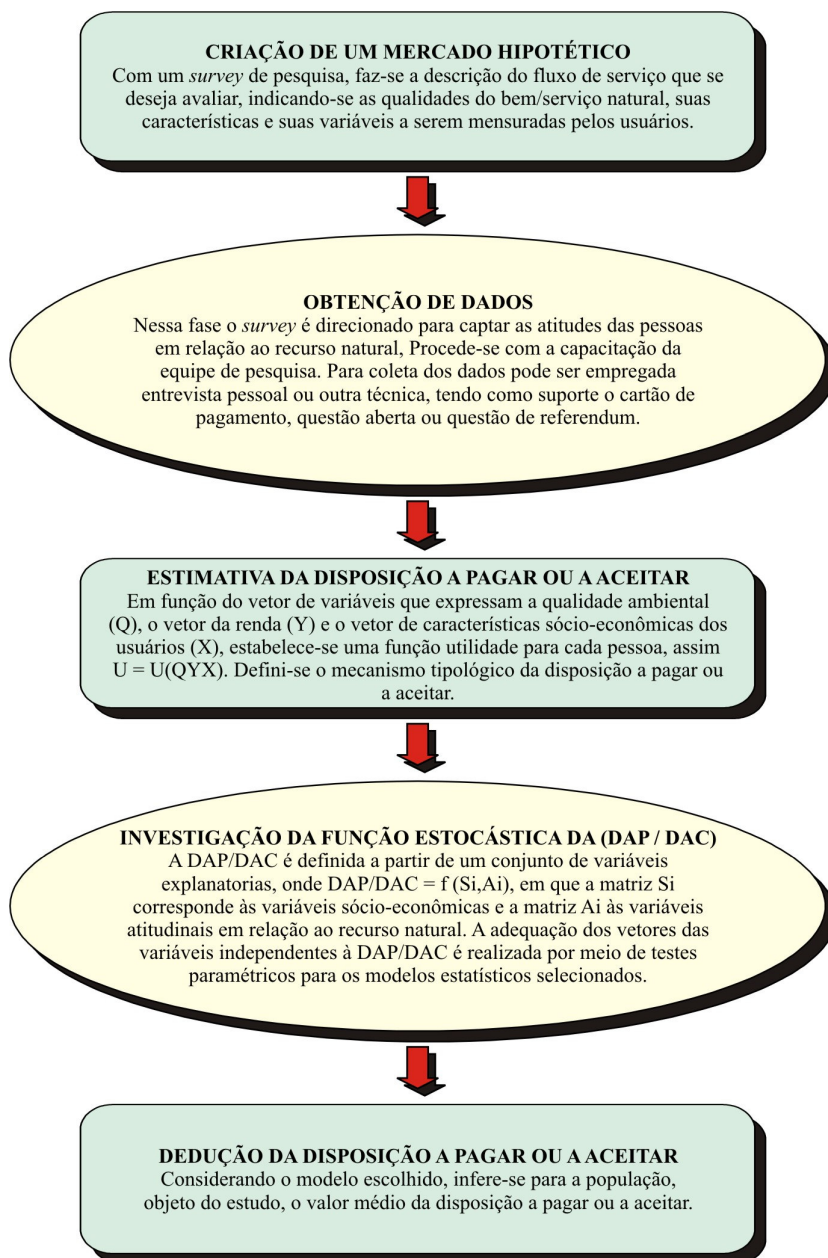 CRIAÇÃO DE UM MERCADO HIPOTÉTICO
Com um survey de pesquisa, faz-se a descrição do fluxo de serviço que se
deseja avaliar, indicando-se as qualidades do bem/serviço natural, suas
características e suas variáveis a serem mensuradas pelos usuários.
OBTENÇÃO DE DADOS
Nessa fase o survey é direcionado para captar as atitudes das pessoas
em relação ao recurso natural, Procede-se com a capacitação da
equipe de pesquisa. Para coleta dos dados pode ser empregada
entrevista pessoal ou outra técnica, tendo como suporte o cartão de
pagamento, questão aberta ou questão de referendum.
ESTIMATIVA DA DISPOSIÇÃO A PAGAR OU A ACEITAR
Em função do vetor de variáveis que expressam a qualidade ambiental
(Q), o vetor da renda (Y) e o vetor de características sócio-econômicas dos
usuários (X), estabelece-se uma função utilidade para cada pessoa, assim
U = U(QYX). Defini-se o mecanismo tipológico da disposição a pagar ou
a aceitar.
INVESTIGAÇÃO DA FUNÇÃO ESTOCÁSTICA DA (DAP / DAC)
A DAP/DAC é definida a partir de um conjunto de variáveis
explanatorias, onde DAP/DAC = f (Si,Ai), em que a matriz Si
corresponde às variáveis sócio-econômicas e a matriz Ai às variáveis
atitudinais em relação ao recurso natural. A adequação dos vetores das
variáveis independentes à DAP/DAC é realizada por meio de testes
paramétricos para os modelos estatísticos selecionados.
DEDUÇÃO DA DISPOSIÇÃO A PAGAR OU A ACEITAR
Considerando o modelo escolhido, infere-se para a população,
objeto do estudo, o valor médio da disposição a pagar ou a aceitar.